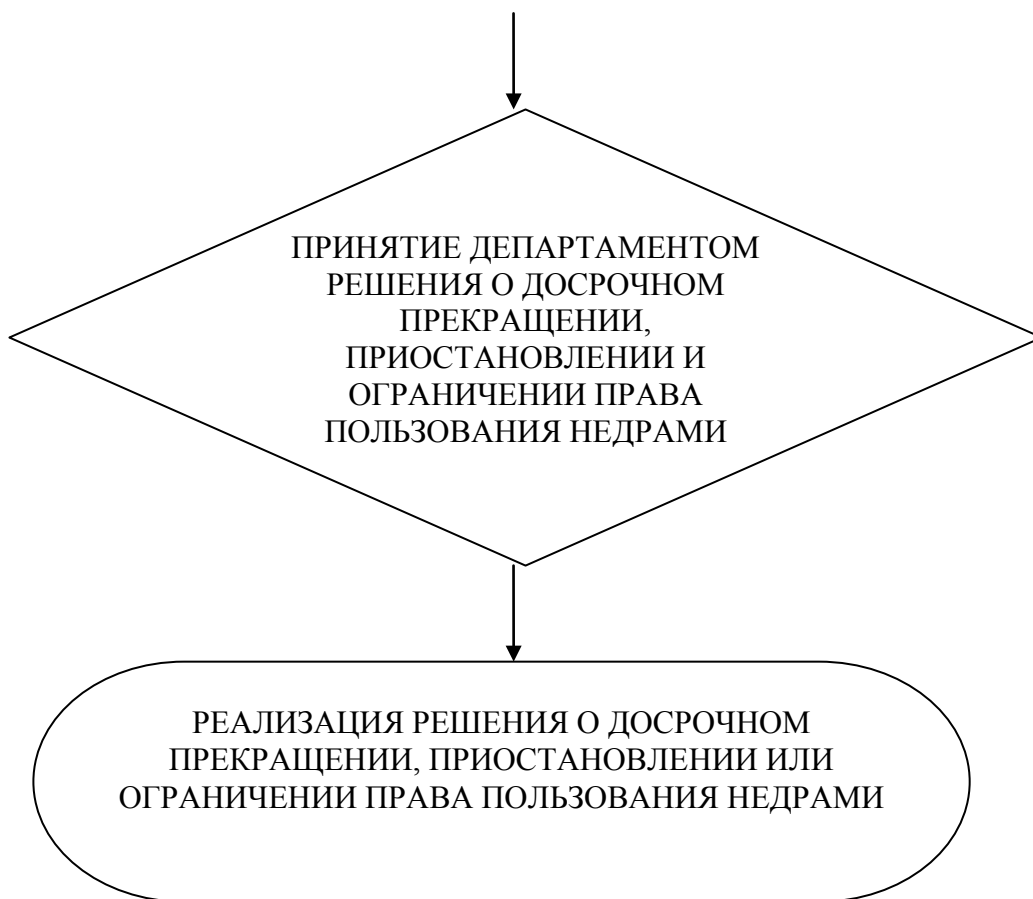 ПРИНЯТИЕ ДЕПАРТАМЕНТОМ
РЕШЕНИЯ О ДОСРОЧНОМ
ПРЕКРАЩЕНИИ,
ПРИОСТАНОВЛЕНИИ И
ОГРАНИЧЕНИИ ПРАВА
ПОЛЬЗОВАНИЯ НЕДРАМИ
РЕАЛИЗАЦИЯ РЕШЕНИЯ О ДОСРОЧНОМ
ПРЕКРАЩЕНИИ, ПРИОСТАНОВЛЕНИИ ИЛИ
ОГРАНИЧЕНИИ ПРАВА ПОЛЬЗОВАНИЯ НЕДРАМИ